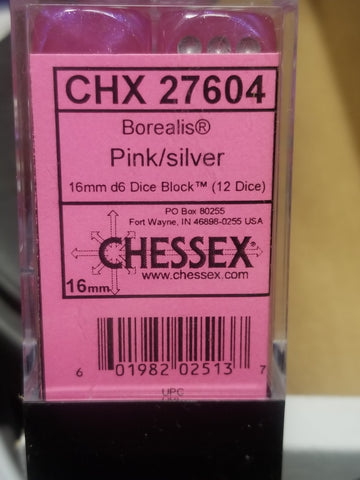 CHX 27604
Borealis®
Pink/silver
16mm d6 Dice Block™ (12 Dice)
PO Box 80255
Fort Wayne, IN 46898-0255 USA
CHESSEX®
www.chessex.com
16mm
6 01982 02513 7
UPC